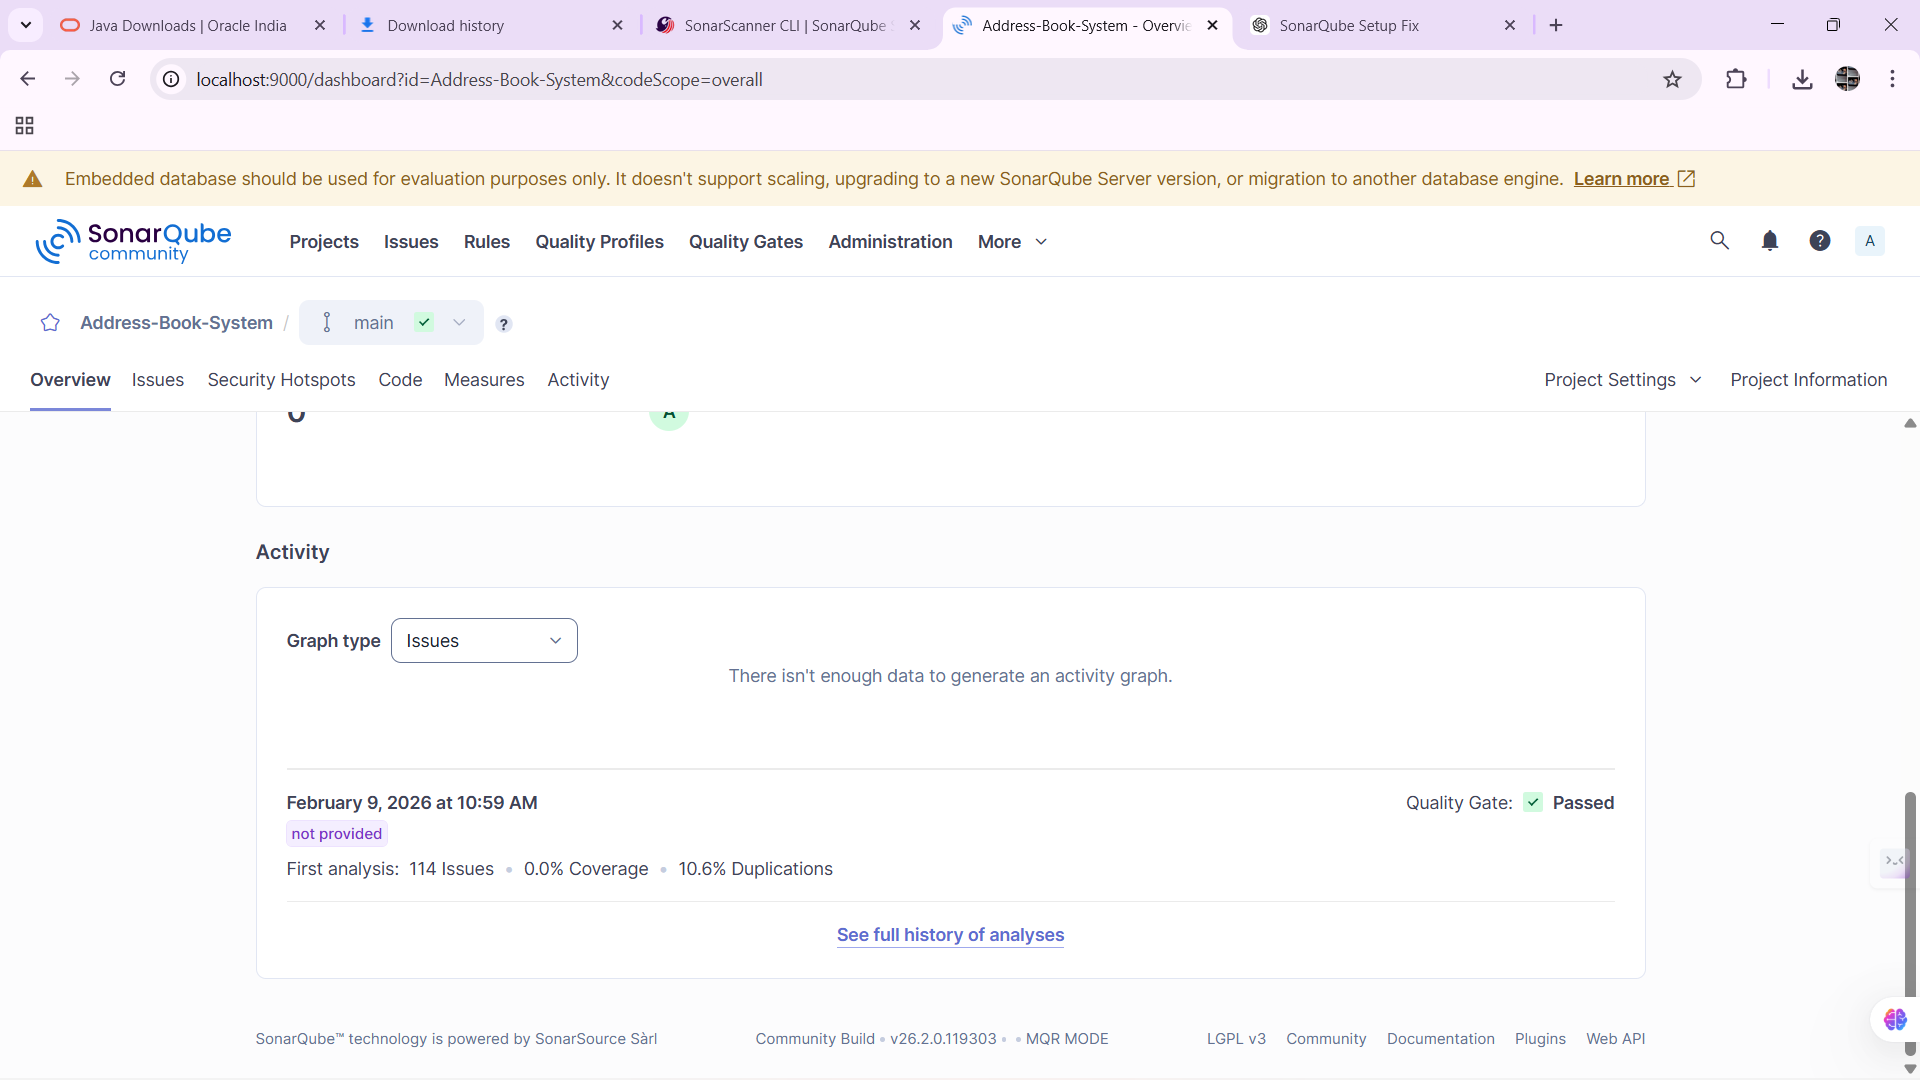 Java Downloads | Oracle India
Download history
SonarScanner CLI | SonarQube
Address-Book-System - Overvie
SonarQube Setup Fix
localhost:9000/dashboard?id=Address-Book-System&codeScope=overall
Embedded database should be used for evaluation purposes only. It doesn't support scaling, upgrading to a new SonarQube Server version, or migration to another database engine. Learn more
SonarQube
community
Projects Issues Rules Quality Profiles Quality Gates Administration More
? A
Address-Book-System / main ?
Overview Issues Security Hotspots Code Measures Activity Project Settings Project Information
0 A
Activity
Graph type Issues
There isn't enough data to generate an activity graph.
February 9, 2026 at 10:59 AM Quality Gate: Passed
not provided
First analysis: 114 Issues • 0.0% Coverage • 10.6% Duplications
See full history of analyses
SonarQube™ technology is powered by SonarSource Sàrl Community Build • v26.2.0.119303 • • MQR MODE LGPL v3 Community Documentation Plugins Web API